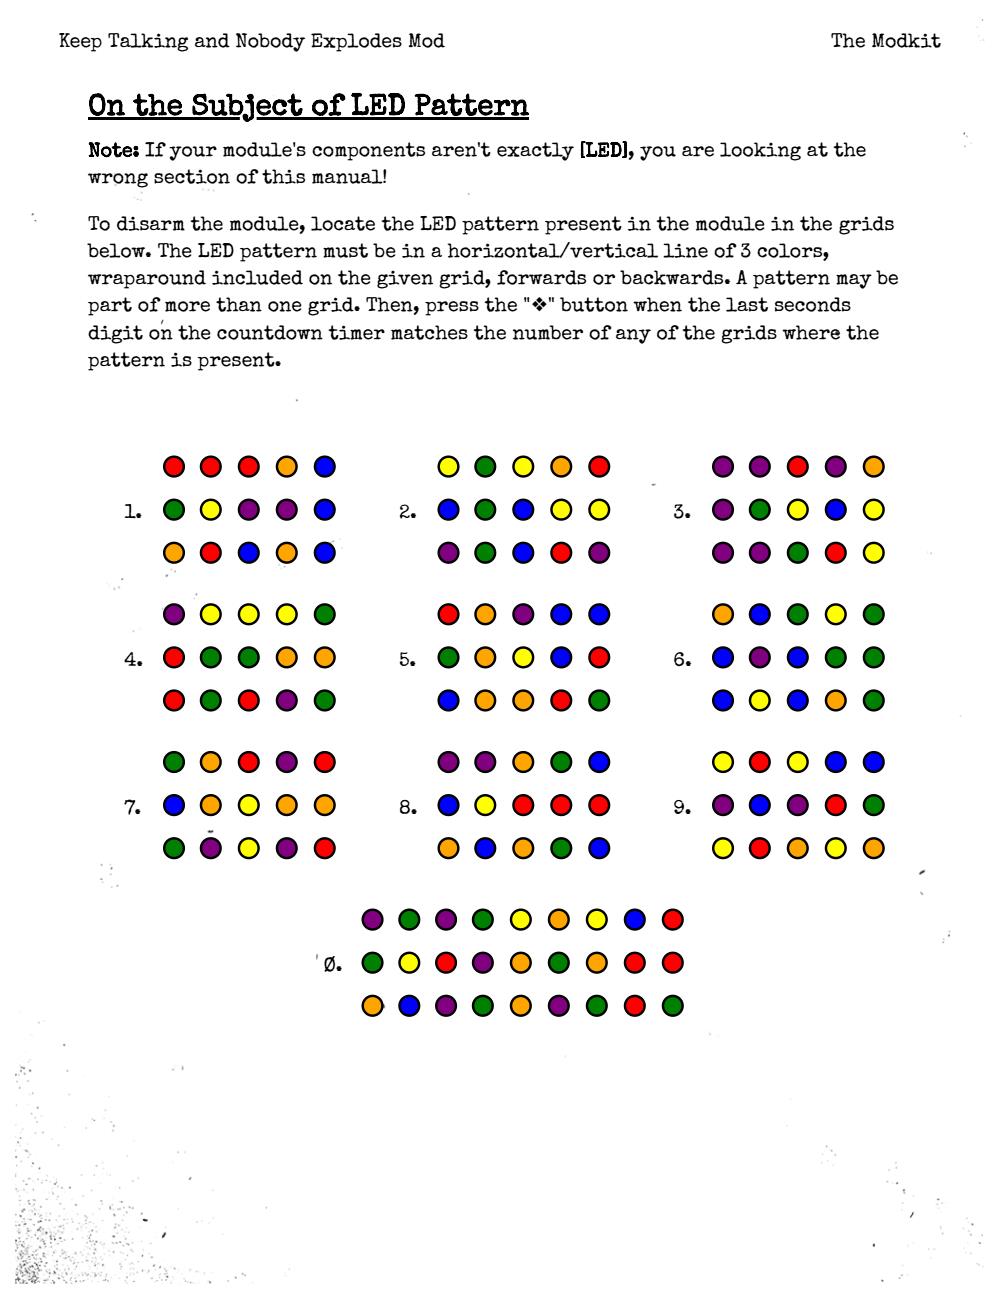 Keep Talking and Nobody Explodes Mod The Modkit
On the Subject of LED Pattern
Note: If your module's components aren't exactly [LED], you are looking at the
wrong section of this manual!
To disarm the module, locate the LED pattern present in the module in the grids
below. The LED pattern must be in a horizontal/vertical line of 3 colors,
wraparound included on the given grid, forwards or backwards. A pattern may be
part of more than one grid. Then, press the "❖" button when the last seconds
digit on the countdown timer matches the number of any of the grids where the
pattern is present.
1. 2. 3.
4. 5. 6.
7. 8. 9.
0.